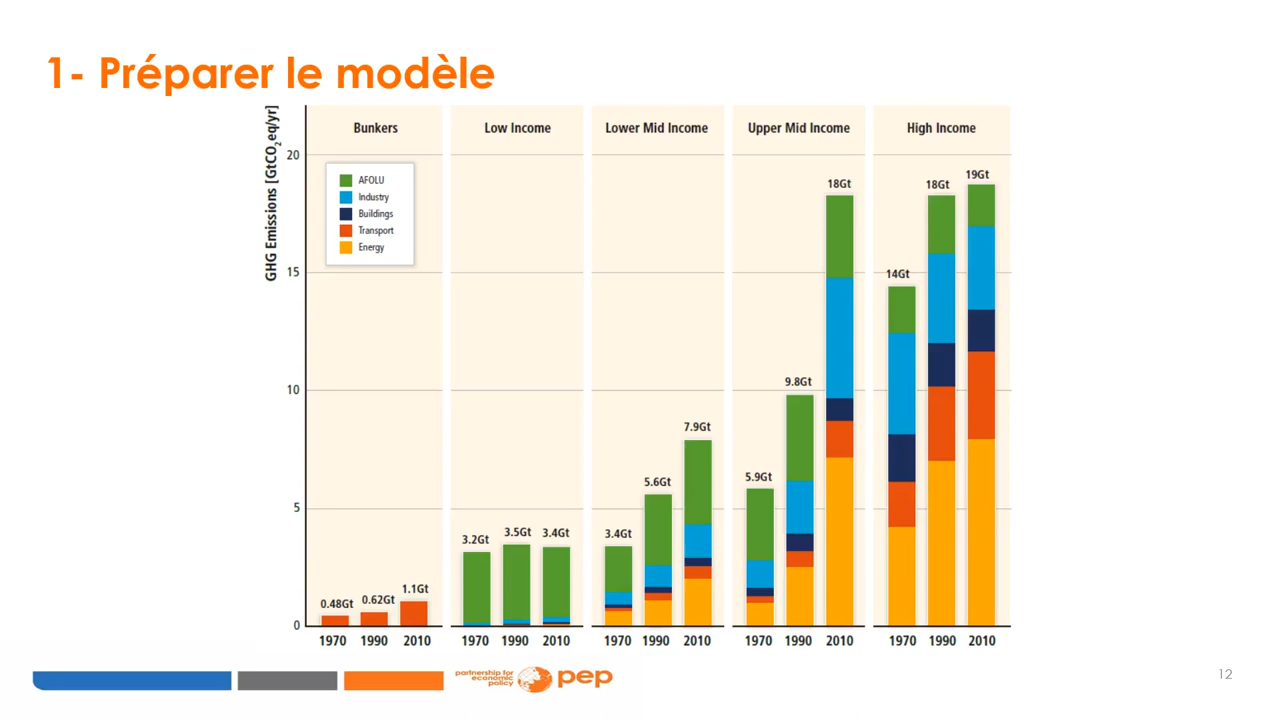 1- Préparer le modèle
GHG Emissions [GtCO2eq/yr]
Bunkers
Low Income
Lower Mid Income
Upper Mid Income
High Income
20
15
10
5
0
AFOLU
Industry
Buildings
Transport
Energy
0.48Gt
0.62Gt
1.1Gt
3.2Gt
3.5Gt
3.4Gt
3.4Gt
5.6Gt
7.9Gt
5.9Gt
9.8Gt
18Gt
14Gt
18Gt
19Gt
1970 1990 2010
1970 1990 2010
1970 1990 2010
1970 1990 2010
1970 1990 2010
partnership for
economic
policy
pep
12